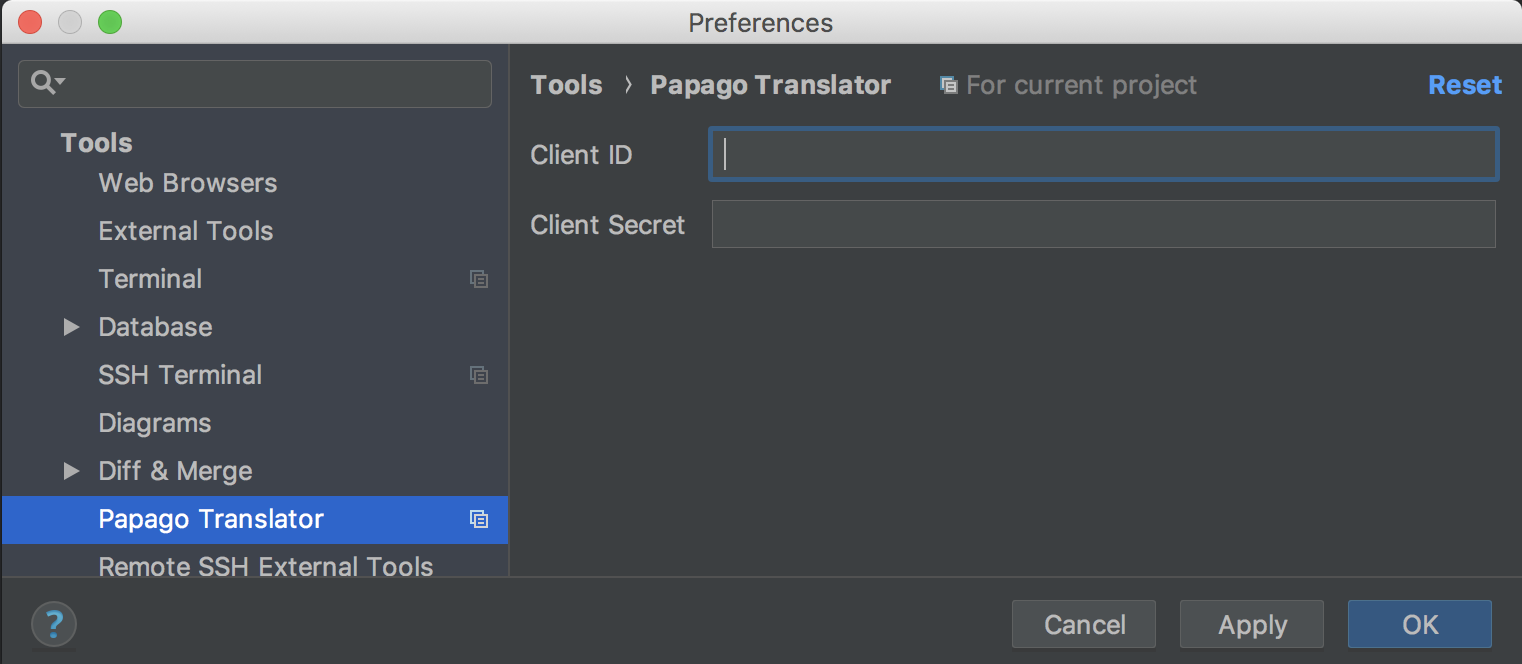 Preferences
Tools
Web Browsers
External Tools
Terminal
Database
SSH Terminal
Diagrams
Diff & Merge
Papago Translator
Remote SSH External Tools
Tools › Papago Translator For current project Reset
Client ID
Client Secret
? Cancel Apply OK